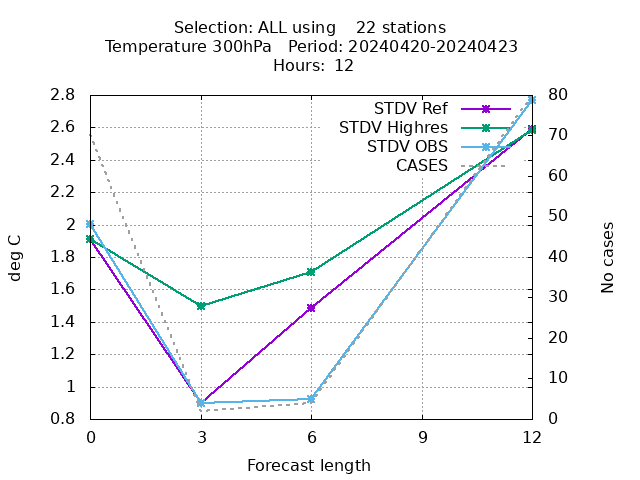 Selection: ALL using    22 stations
Temperature 300hPa   Period: 20240420-20240423
Hours: 12
STDV Ref
STDV Highres
STDV OBS
CASES
2.8
2.6
2.4
2.2
2
1.8
1.6
1.4
1.2
1
0.8
80
70
60
50
40
30
20
10
0
deg C
No cases
0 3 6 9 12
Forecast length